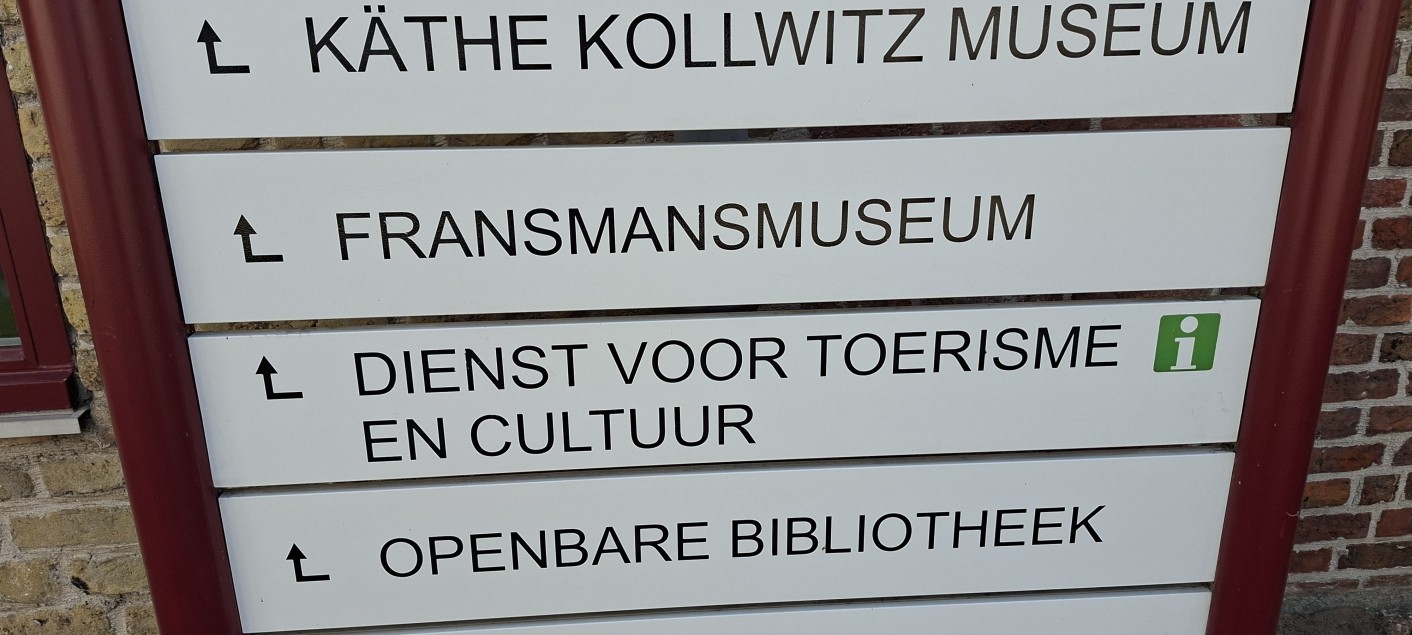 KÄTHE KOLLWITZ MUSEUM
FRANSMANSMUSEUM
DIENST VOOR TOERISME i
EN CULTUUR
OPENBARE BIBLIOTHEEK